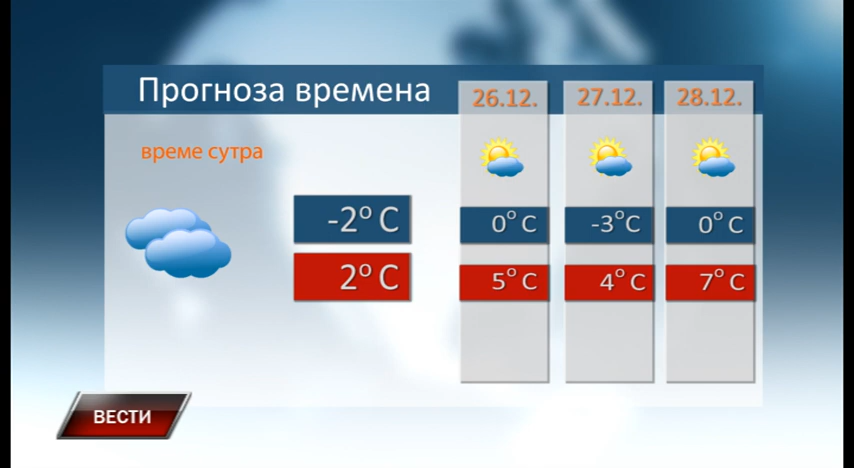 Прогноза времена
26.12. 27.12. 28.12.
време сутра
-2° C
2° C
0° C -3°C 0° C
5° C 4° C 7° C
ВЕСТИ